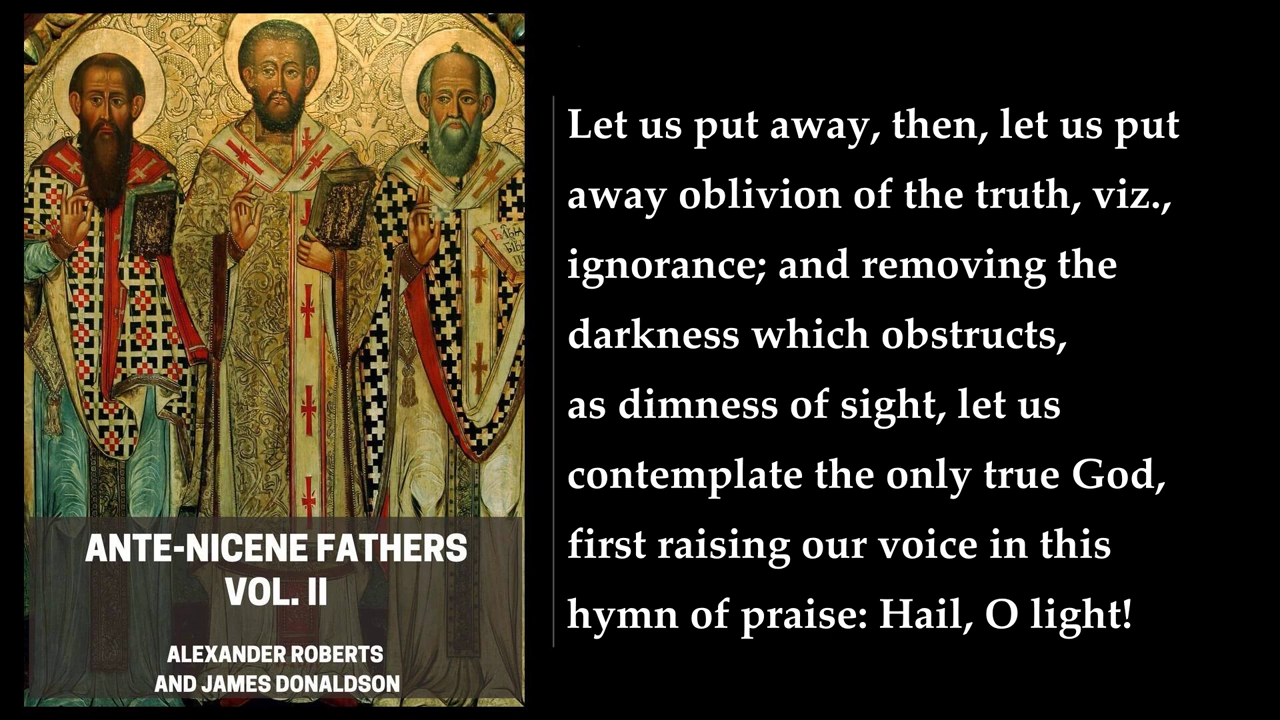 ANTE-NICENE FATHERS
VOL. II
ALEXANDER ROBERTS
AND JAMES DONALDSON
Let us put away, then, let us put
away oblivion of the truth, viz.,
ignorance; and removing the
darkness which obstructs,
as dimness of sight, let us
contemplate the only true God,
first raising our voice in this
hymn of praise: Hail, O light!